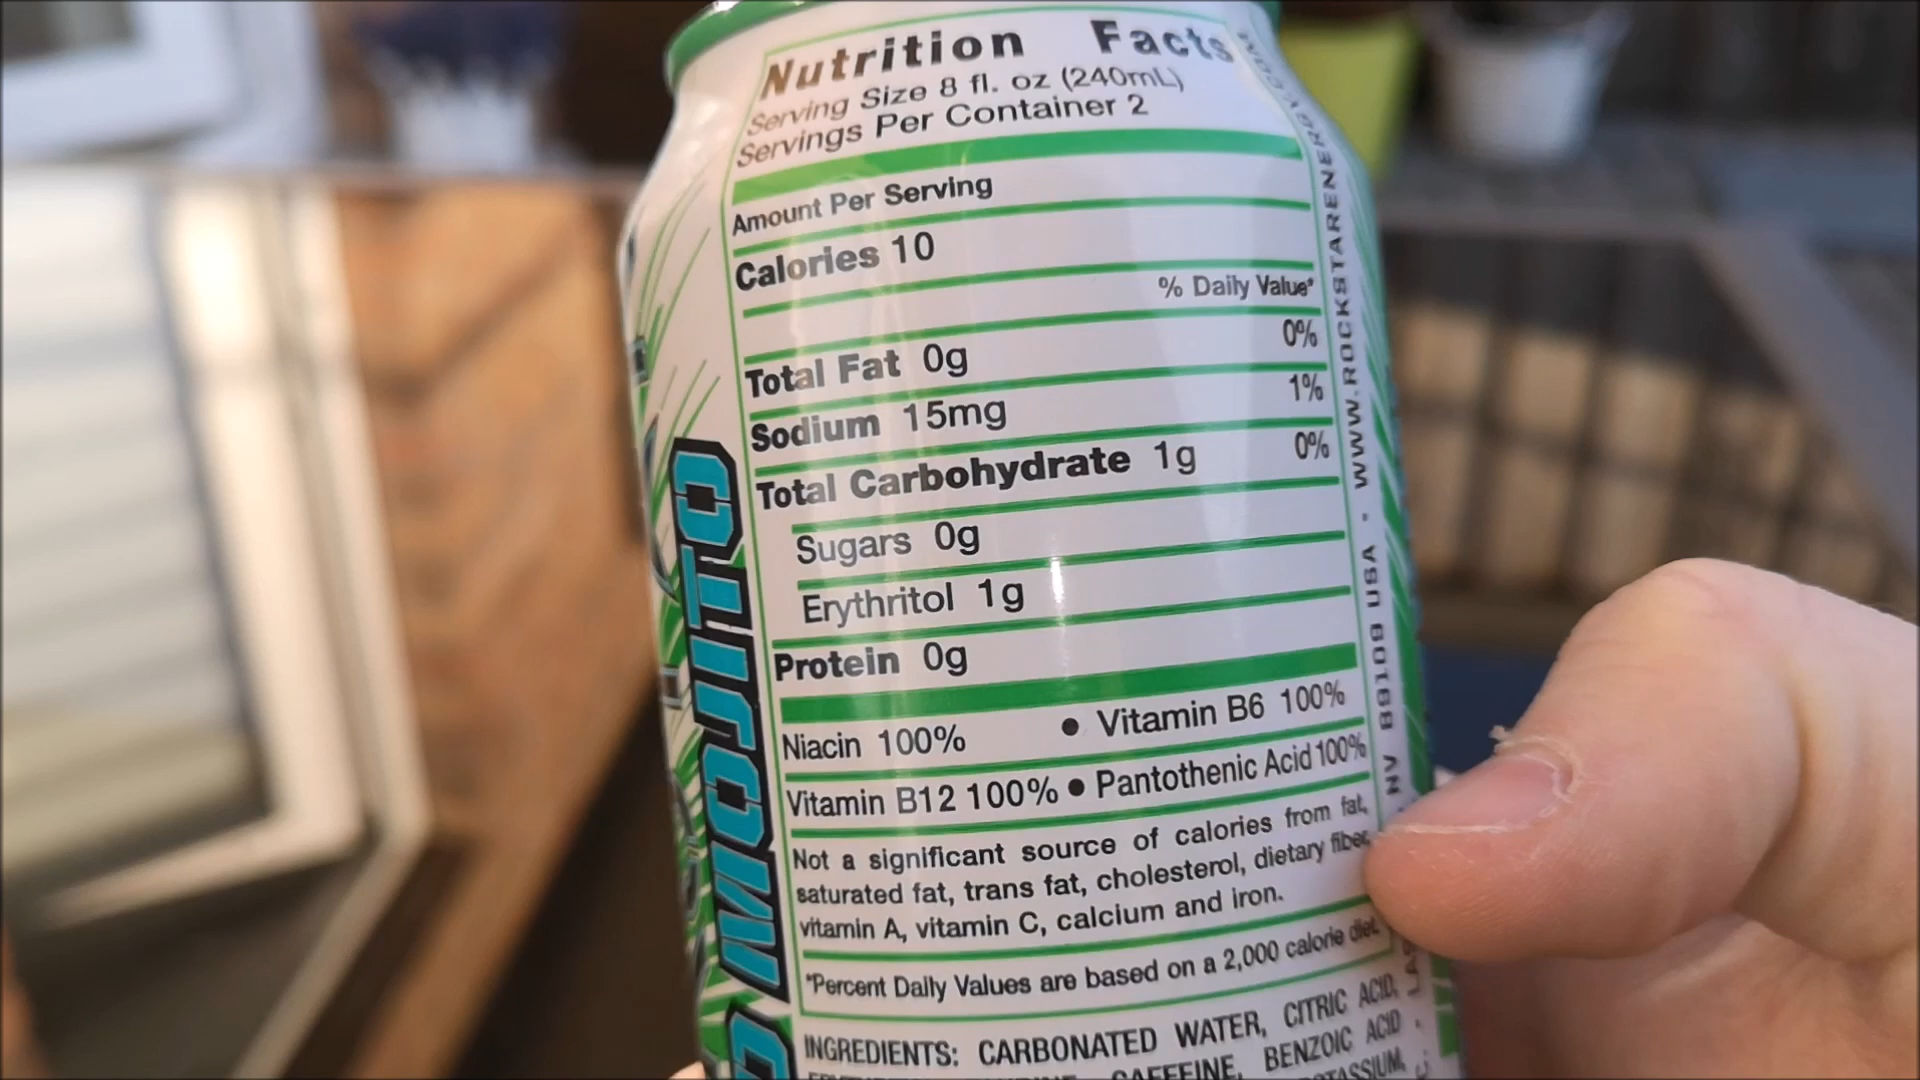 Nutrition Facts
Serving Size 8 fl. oz (240mL)
Servings Per Container 2
Amount Per Serving
Calories 10
% Daily Value*
Total Fat 0g 0%
Sodium 15mg 1%
Total Carbohydrate 1g 0%
Sugars 0g
Erythritol 1g
Protein 0g
Niacin 100% • Vitamin B6 100%
Vitamin B12 100% • Pantothenic Acid 100%
Not a significant source of calories from fat,
saturated fat, trans fat, cholesterol, dietary fiber,
vitamin A, vitamin C, calcium and iron.
*Percent Daily Values are based on a 2,000 calorie diet.
INGREDIENTS: CARBONATED WATER, CITRIC ACID,
CAFFEINE, BENZOIC ACID
MOJITO
NV 89109 USA - WWW.ROCKSTARENERGY.COM